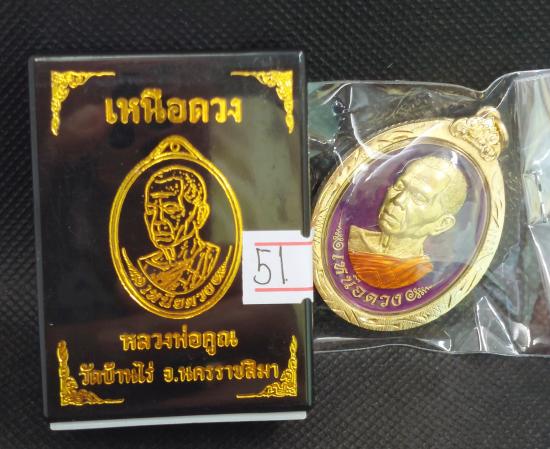 เหนือดวง
เหนือดวง
51
หลวงพ่อคูณ
วัดบ้านไร่ จ.นครราชสีมา
เหนือดวง